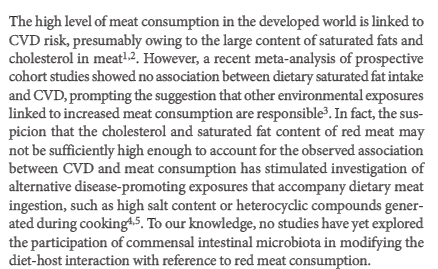 The high level of meat consumption in the developed world is linked to
CVD risk, presumably owing to the large content of saturated fats and
cholesterol in meat1,2. However, a recent meta-analysis of prospective
cohort studies showed no association between dietary saturated fat intake
and CVD, prompting the suggestion that other environmental exposures
linked to increased meat consumption are responsible3. In fact, the sus-
picion that the cholesterol and saturated fat content of red meat may
not be sufficiently high enough to account for the observed association
between CVD and meat consumption has stimulated investigation of
alternative disease-promoting exposures that accompany dietary meat
ingestion, such as high salt content or heterocyclic compounds gener-
ated during cooking4,5. To our knowledge, no studies have yet explored
the participation of commensal intestinal microbiota in modifying the
diet-host interaction with reference to red meat consumption.